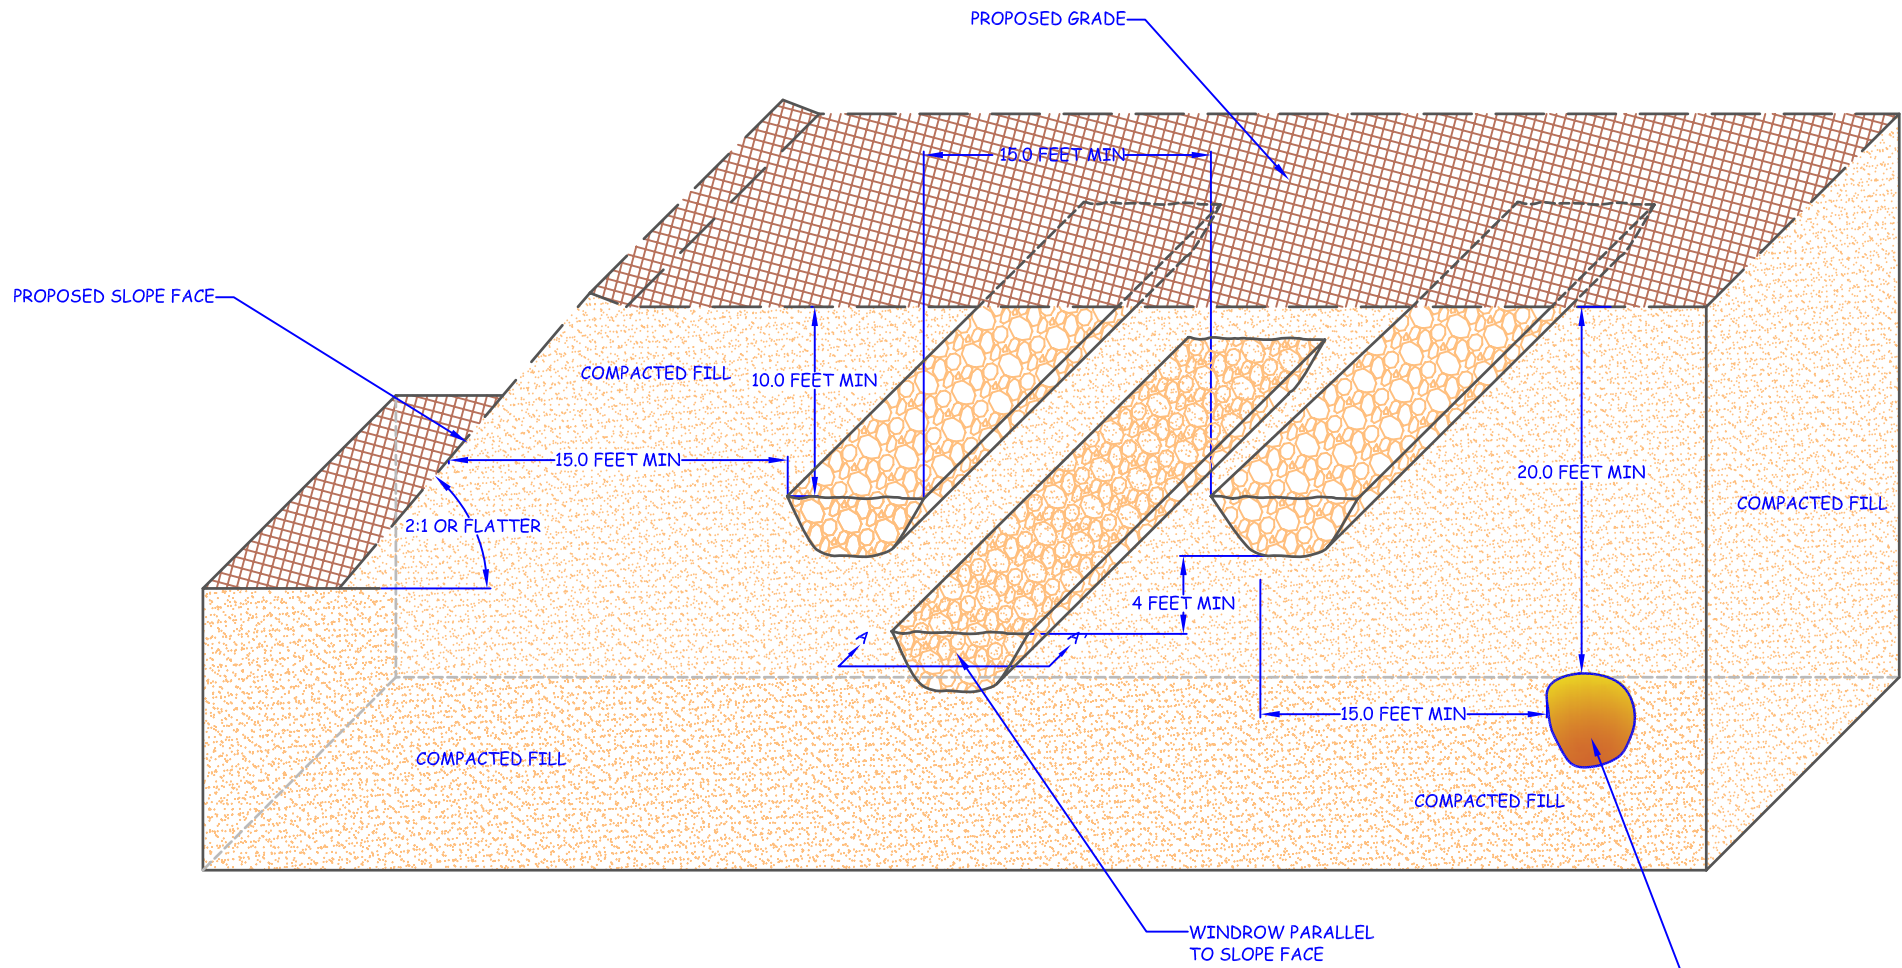 PROPOSED GRADE
15.0 FEET MIN
PROPOSED SLOPE FACE
COMPACTED FILL
10.0 FEET MIN
15.0 FEET MIN
20.0 FEET MIN
COMPACTED FILL
2:1 OR FLATTER
4 FEET MIN
A
A'
15.0 FEET MIN
COMPACTED FILL
COMPACTED FILL
WINDROW PARALLEL
TO SLOPE FACE